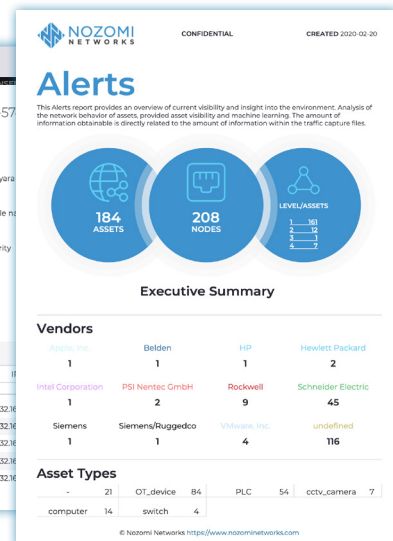 NOZOMI
NETWORKS
CONFIDENTIAL
CREATED 2020-02-20
Alerts
This Alerts report provides an overview of current visibility and insight into the environment. Analysis of
the network behavior of assets, provided asset visibility and machine learning. The amount of
information obtainable is directly related to the amount of information within the traffic capture files.
184
ASSETS
208
NODES
LEVEL/ASSETS
1 161
2 12
3 1
4 7
Executive Summary
Vendors
Apple, Inc. Belden HP Hewlett Packard
1 1 1 2
Intel Corporation PSI Nentec GmbH Rockwell Schneider Electric
1 2 9 45
Siemens Siemens/Ruggedco VMware, Inc. undefined
1 1 4 116
Asset Types
- 21 OT_device 84 PLC 54 cctv_camera 7
computer 14 switch 4
© Nozomi Networks https://www.nozominetworks.com